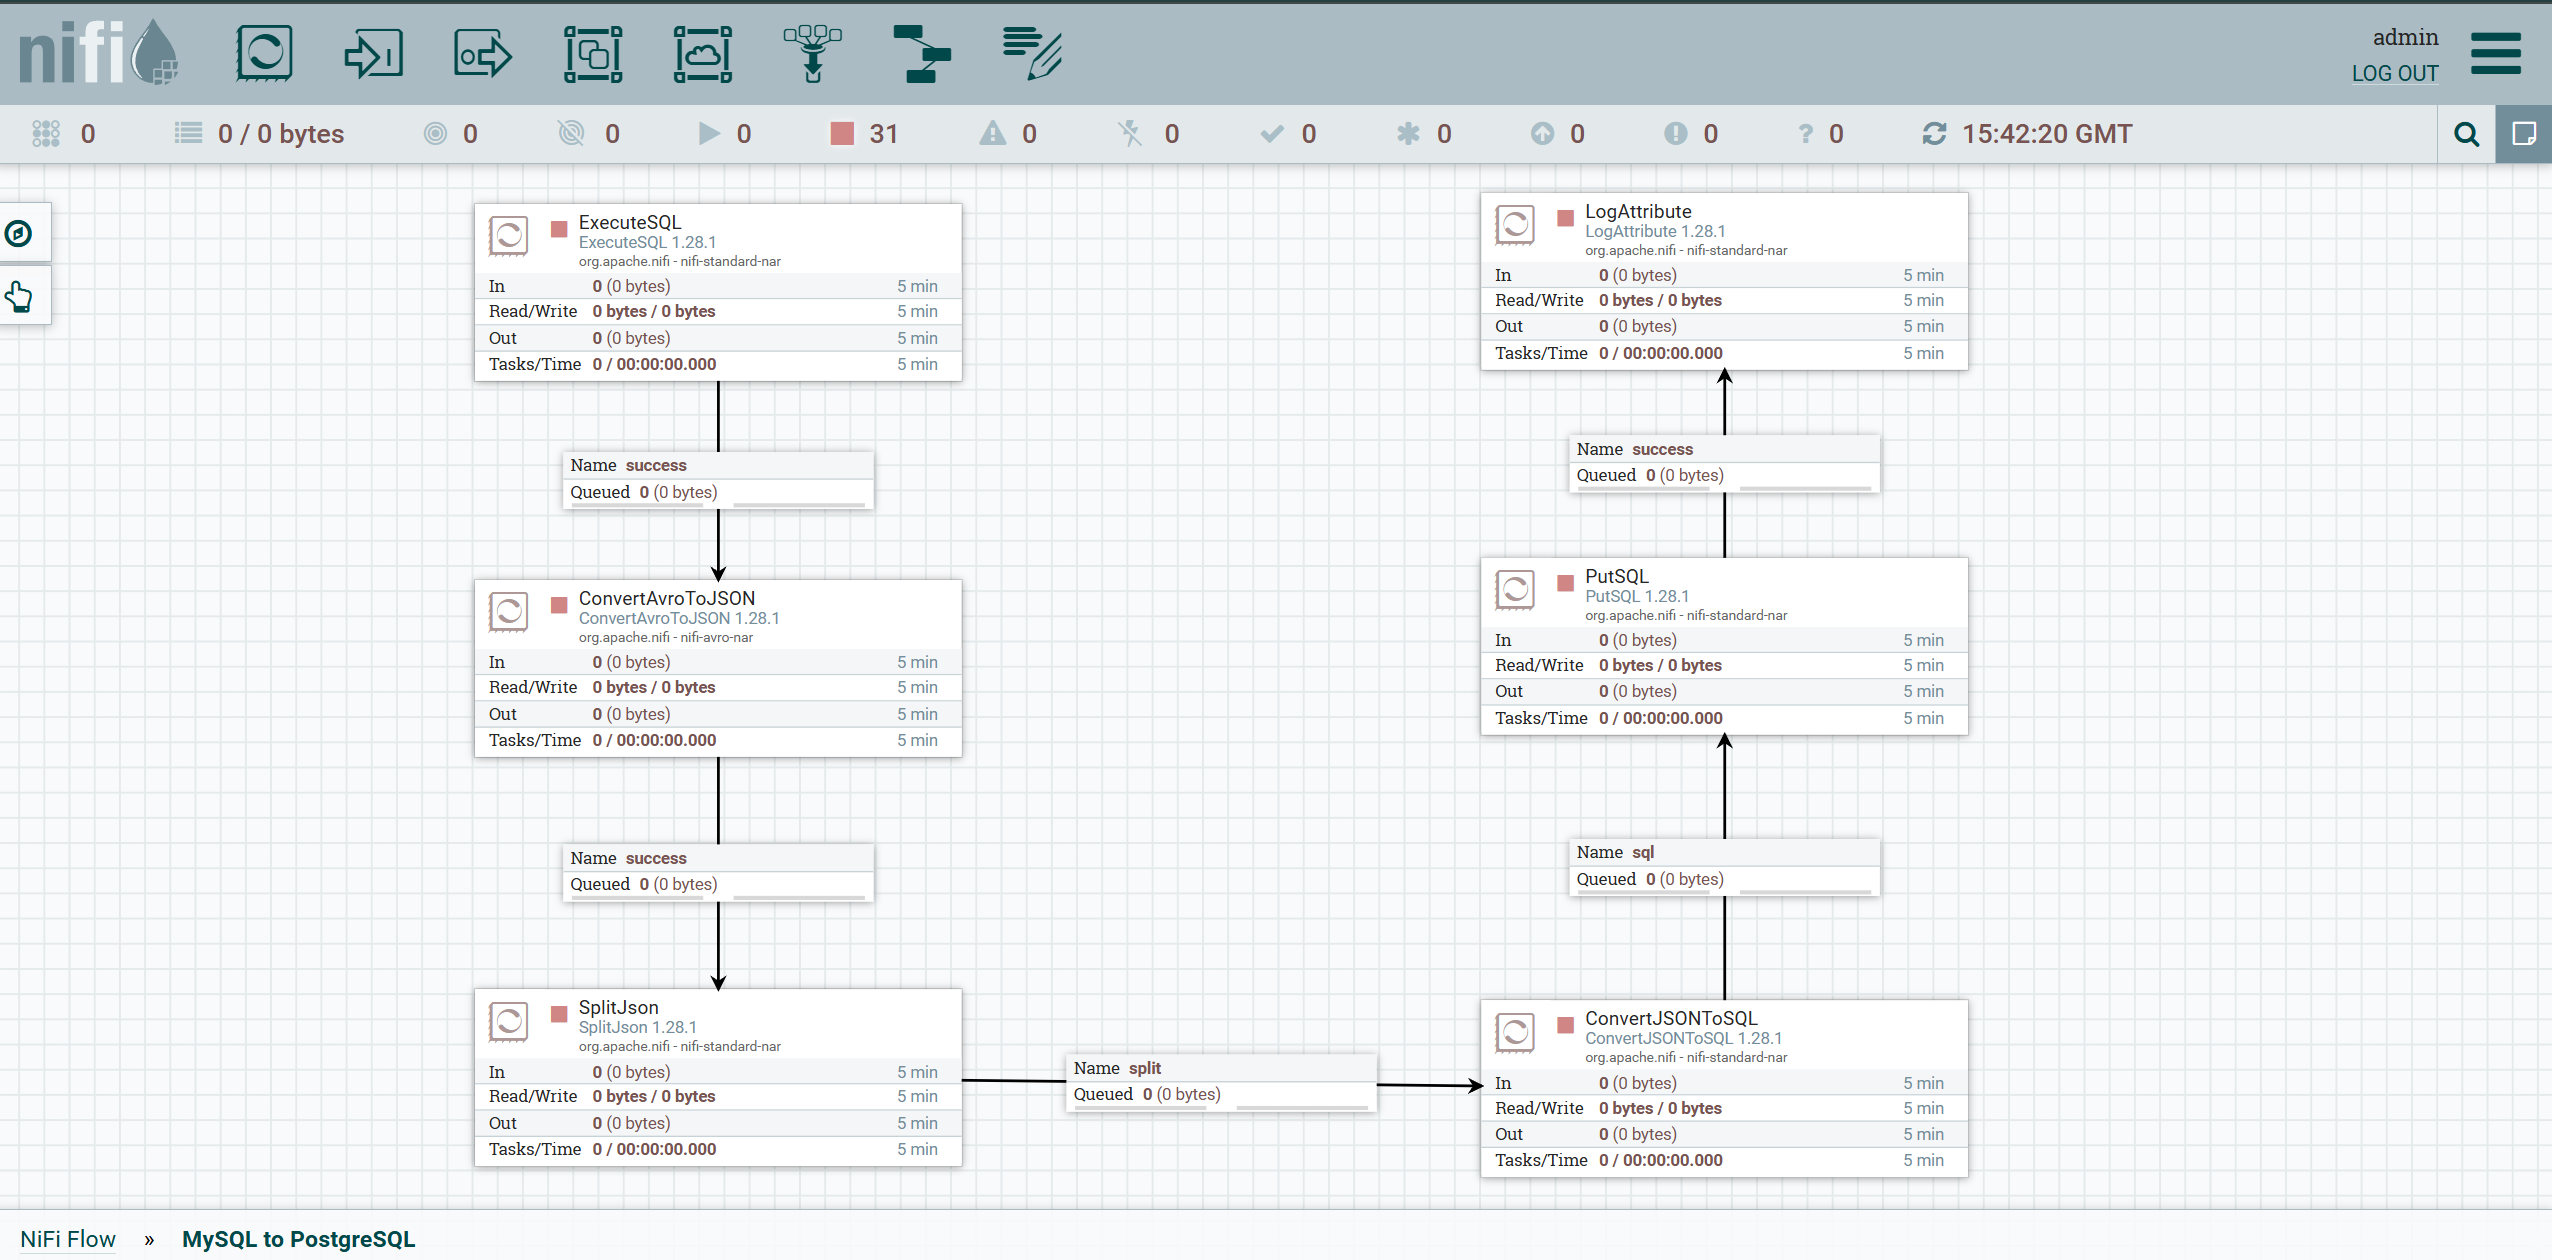 nifi
admin
LOG OUT
0
0 / 0 bytes
0
0
0
31
0
0
0
0
0
0
? 0
15:42:20 GMT
ExecuteSQL
ExecuteSQL 1.28.1
org.apache.nifi - nifi-standard-nar
In 0 (0 bytes) 5 min
Read/Write 0 bytes / 0 bytes 5 min
Out 0 (0 bytes) 5 min
Tasks/Time 0 / 00:00:00.000 5 min
Name success
Queued 0 (0 bytes)
ConvertAvroToJSON
ConvertAvroToJSON 1.28.1
org.apache.nifi - nifi-avro-nar
In 0 (0 bytes) 5 min
Read/Write 0 bytes / 0 bytes 5 min
Out 0 (0 bytes) 5 min
Tasks/Time 0 / 00:00:00.000 5 min
Name success
Queued 0 (0 bytes)
SplitJson
SplitJson 1.28.1
org.apache.nifi - nifi-standard-nar
In 0 (0 bytes) 5 min
Read/Write 0 bytes / 0 bytes 5 min
Out 0 (0 bytes) 5 min
Tasks/Time 0 / 00:00:00.000 5 min
Name split
Queued 0 (0 bytes)
ConvertJSONToSQL
ConvertJSONToSQL 1.28.1
org.apache.nifi - nifi-standard-nar
In 0 (0 bytes) 5 min
Read/Write 0 bytes / 0 bytes 5 min
Out 0 (0 bytes) 5 min
Tasks/Time 0 / 00:00:00.000 5 min
Name sql
Queued 0 (0 bytes)
PutSQL
PutSQL 1.28.1
org.apache.nifi - nifi-standard-nar
In 0 (0 bytes) 5 min
Read/Write 0 bytes / 0 bytes 5 min
Out 0 (0 bytes) 5 min
Tasks/Time 0 / 00:00:00.000 5 min
Name success
Queued 0 (0 bytes)
LogAttribute
LogAttribute 1.28.1
org.apache.nifi - nifi-standard-nar
In 0 (0 bytes) 5 min
Read/Write 0 bytes / 0 bytes 5 min
Out 0 (0 bytes) 5 min
Tasks/Time 0 / 00:00:00.000 5 min
NiFi Flow » MySQL to PostgreSQL